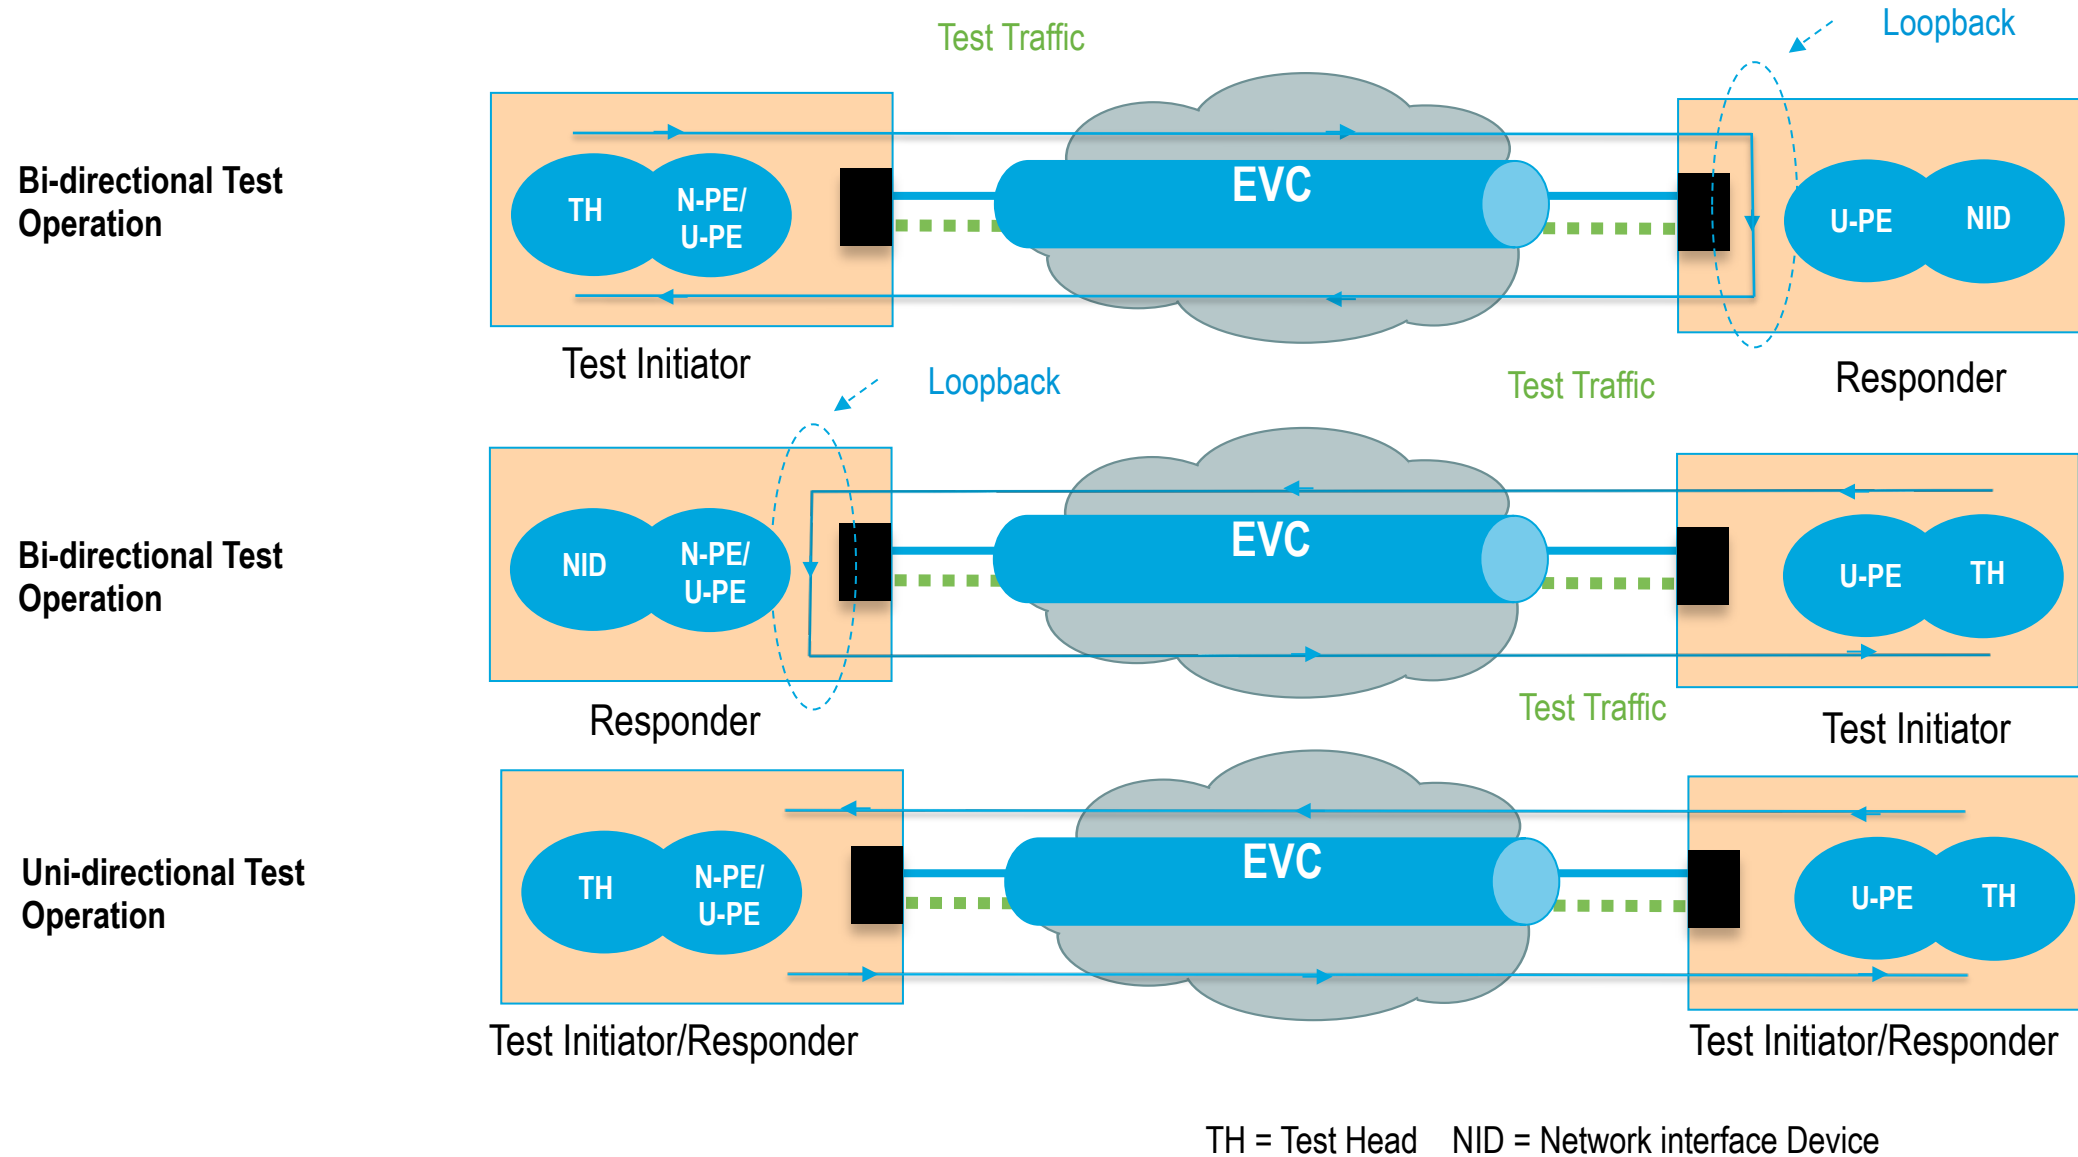 Test Traffic
Loopback
Bi-directional Test
Operation
TH
N-PE/
U-PE
EVC
U-PE
NID
Test Initiator
Responder
Loopback
Test Traffic
Bi-directional Test
Operation
NID
N-PE/
U-PE
EVC
U-PE
TH
Responder
Test Initiator
Test Traffic
Uni-directional Test
Operation
TH
N-PE/
U-PE
EVC
U-PE
TH
Test Initiator/Responder
Test Initiator/Responder
TH = Test Head NID = Network interface Device